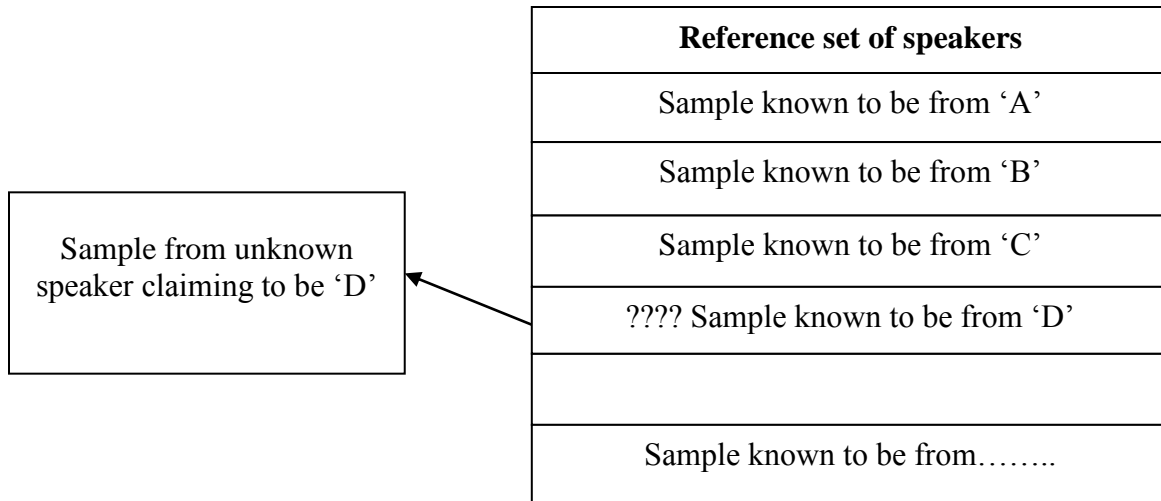 Reference set of speakers
Sample known to be from ‘A’
Sample known to be from ‘B’
Sample known to be from ‘C’
???? Sample known to be from ‘D’
Sample known to be from……..
Sample from unknown
speaker claiming to be ‘D’